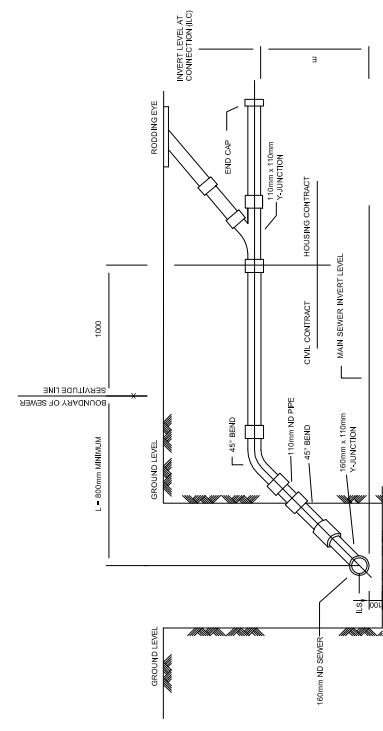 INVERT LEVEL AT
CONNECTION (ILC)
E
RODDING EYE
END CAP
110mm x 110mm
Y-JUNCTION
HOUSING CONTRACT
CIVIL CONTRACT
MAIN SEWER INVERT LEVEL
1000
BOUNDARY OF SEWER
SERVITUDE LINE
L = 800mm MINIMUM
GROUND LEVEL
45° BEND
110mm ND PIPE
45° BEND
160mm x 110mm
Y-JUNCTION
ILS
100
GROUND LEVEL
160mm ND SEWER